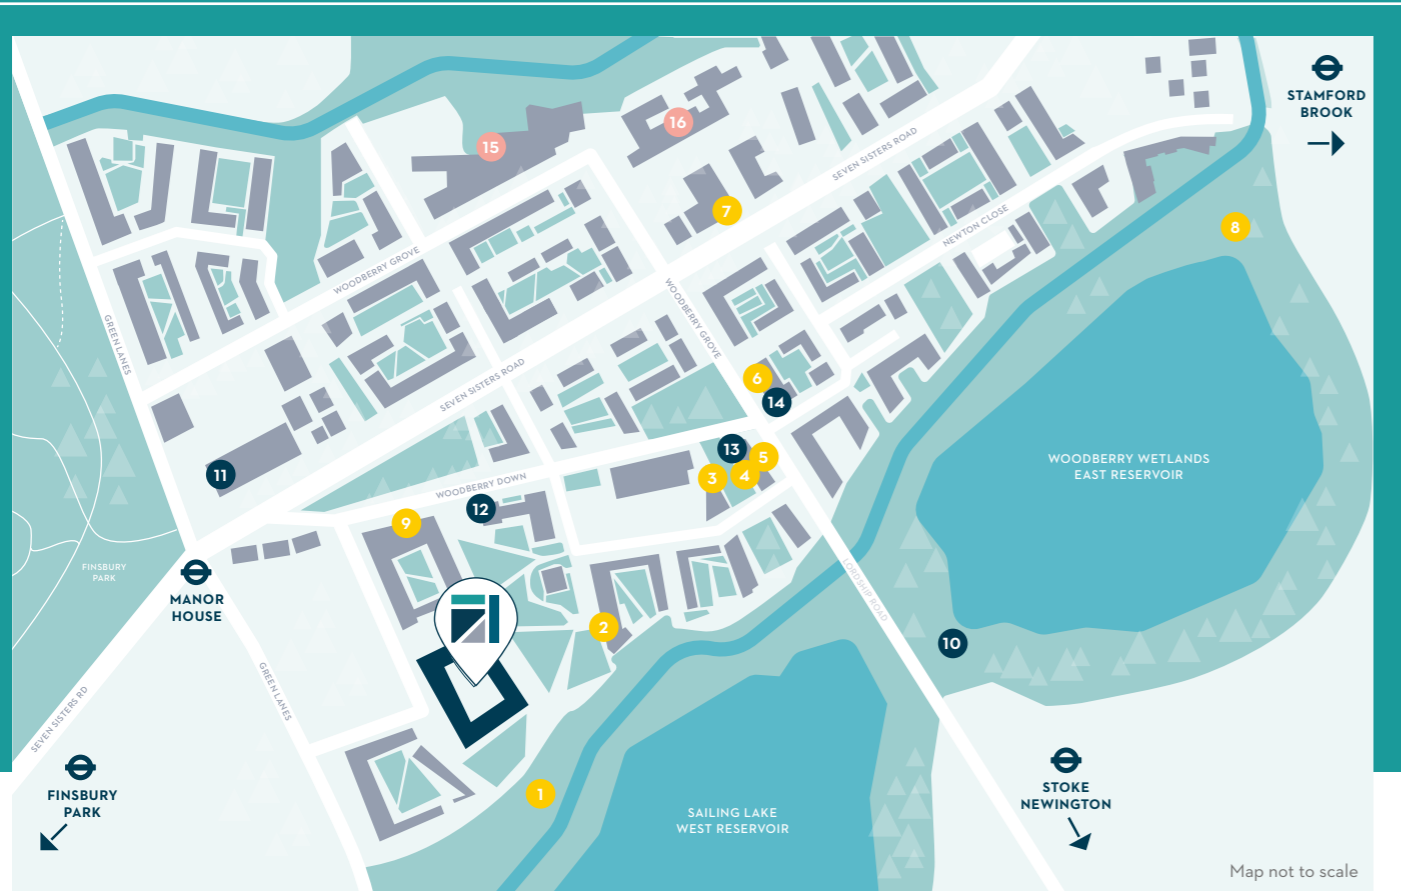 STAMFORD
BROOK
15
16
SEVEN SISTERS ROAD
7
8
NEWTON CLOSE
WOODBERRY GROVE
WOODBERRY GROVE
GREEN LANES
SEVEN SISTERS ROAD
6
14
13
5
3
4
11
WOODBERRY DOWN
12
9
WOODBERRY WETLANDS
EAST RESERVOIR
FINSBURY
PARK
MANOR
HOUSE
LORDSHIP ROAD
2
10
GREEN LANES
SEVEN SISTERS RD
FINSBURY
PARK
1
STOKE
NEWINGTON
SAILING LAKE
WEST RESERVOIR
Map not to scale